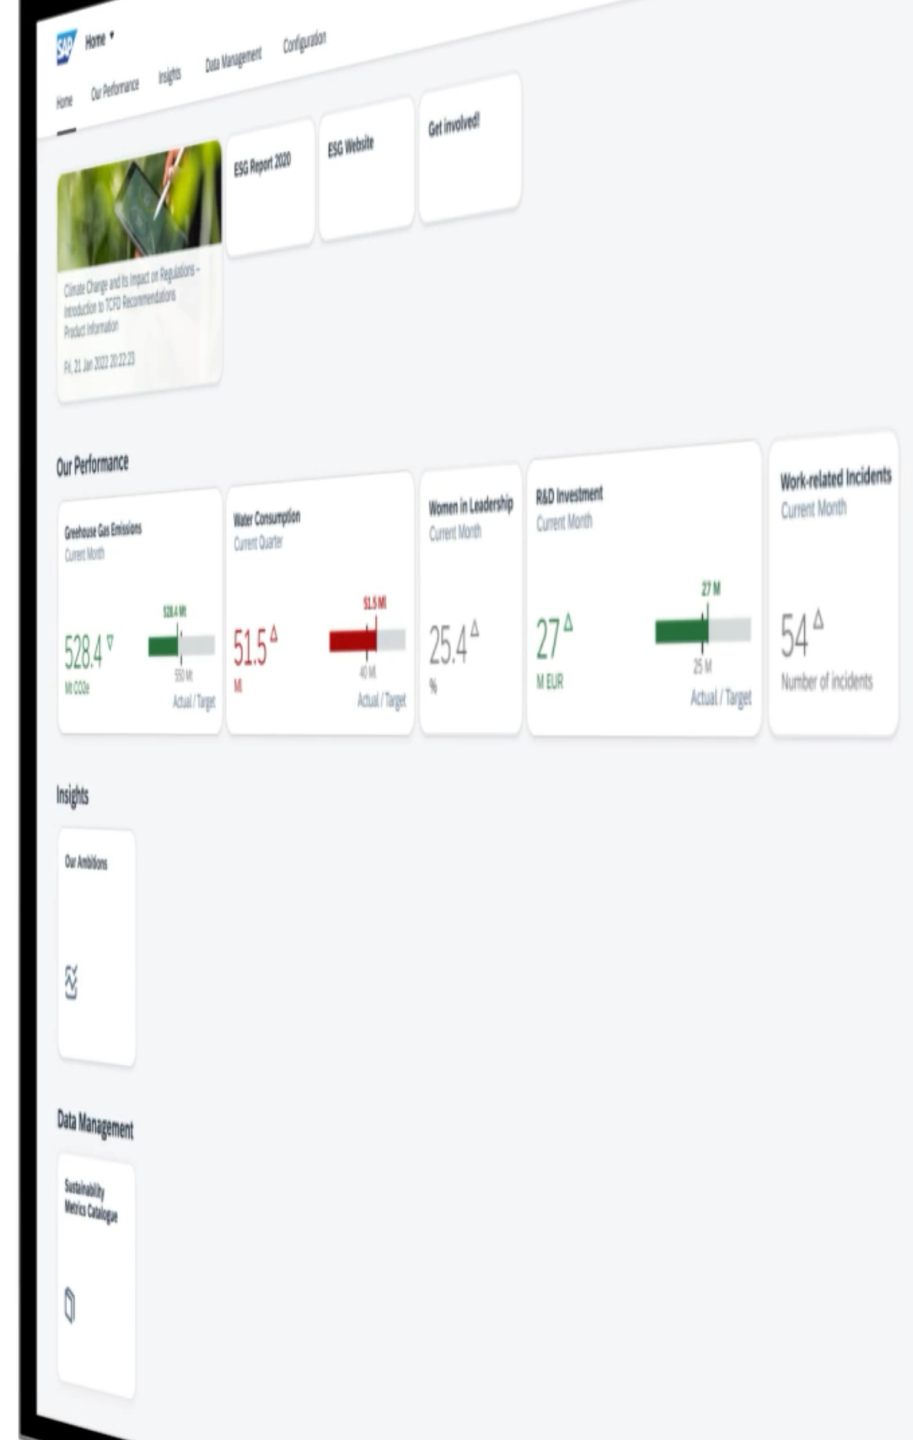 SAP Home
Home Our Performance Insights Data Management Configuration
Climate Change and Its Impact on Regulations –
Introduction to TCFD Recommendations
Product Information
Fri, 21 Jan 2022 20:22:23
ESG Report 2020
ESG Website
Get involved!
Our Performance
Greehouse Gas Emissions
Current Month
528.4 Mt
528.4
Mt CO2e
550 Mt
Actual / Target
Water Consumption
Current Quarter
51.5 Ml
51.5
Ml
40 Ml
Actual / Target
Women in Leadership
Current Month
25.4
%
R&D Investment
Current Month
27 M
27
M EUR
25 M
Actual / Target
Work-related Incidents
Current Month
54
Number of incidents
Insights
Our Ambitions
Data Management
Sustainability
Metrics Catalogue